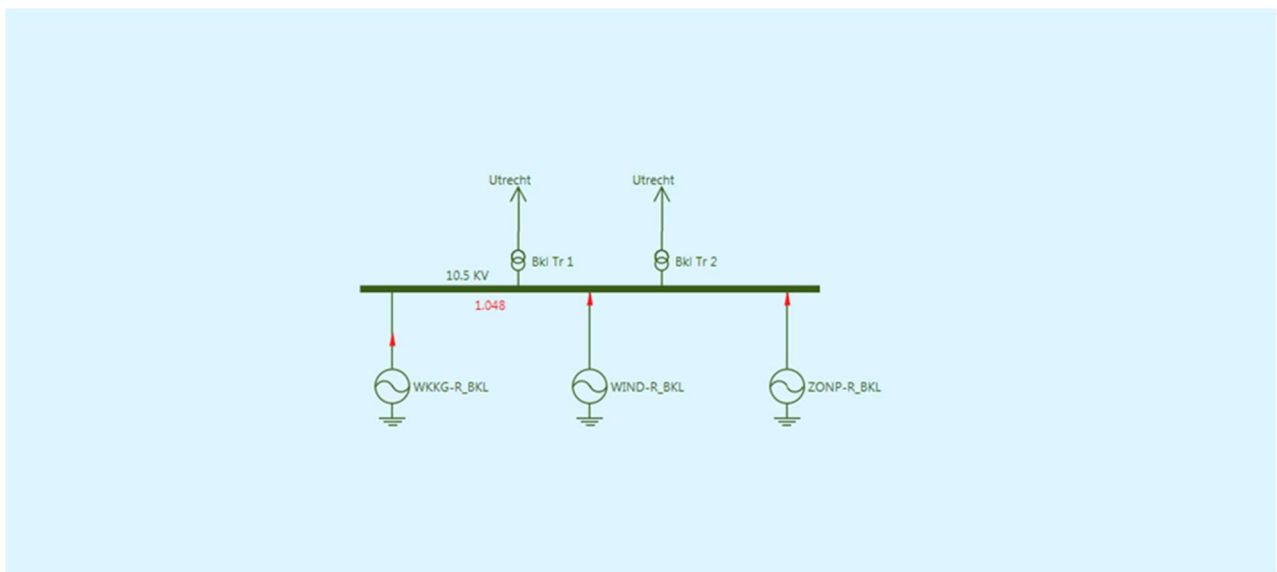 Utrecht
Utrecht
Bkl Tr 1
Bkl Tr 2
10.5 KV
1.048
WKKG-R_BKL
WIND-R_BKL
ZONP-R_BKL